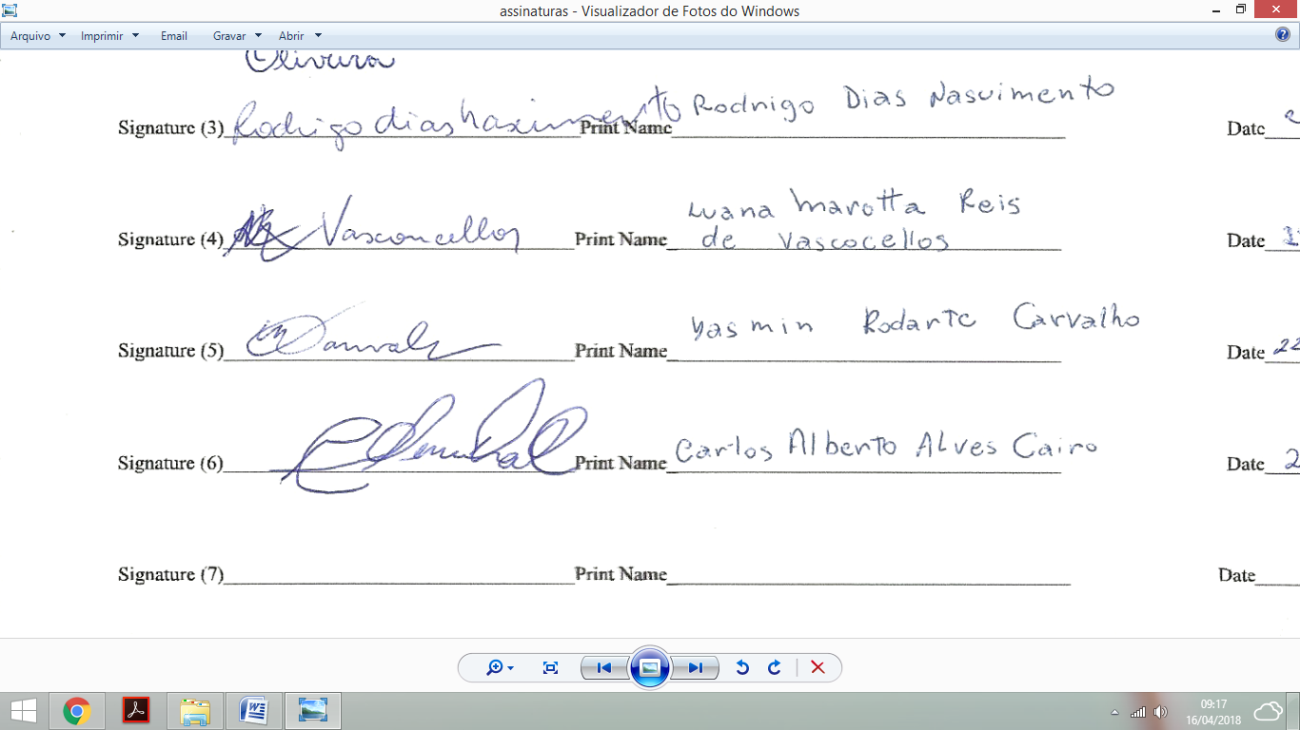 assinaturas - Visualizador de Fotos do Windows
Arquivo Imprimir Email Gravar Abrir
Oliveira
Signature (3) Rodrigo dias nascimento Print Name Rodrigo Dias Nascimento Date
Signature (4) Vasconcellos Print Name Luana Marotta Reis
de Vascocellos Date
Signature (5) Print Name Yasmin Rodarte Carvalho Date 22
Signature (6) Print Name Carlos Alberto Alves Cairo Date 2
Signature (7) Print Name Date
09:17
16/04/2018